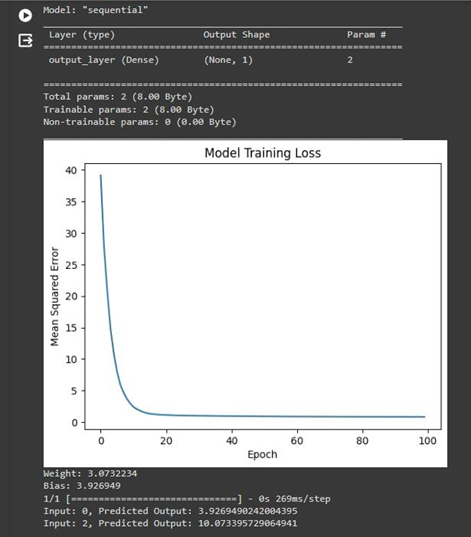 Model: "sequential"
Layer (type) Output Shape Param #
=================================================================
output_layer (Dense) (None, 1) 2
=================================================================
Total params: 2 (8.00 Byte)
Trainable params: 2 (8.00 Byte)
Non-trainable params: 0 (0.00 Byte)
Model Training Loss
40
35
30
25
20
15
10
5
0
Mean Squared Error
0 20 40 60 80 100
Epoch
Weight: 3.0732234
Bias: 3.926949
1/1 [==============================] - 0s 269ms/step
Input: 0, Predicted Output: 3.9269490242004395
Input: 2, Predicted Output: 10.073395729064941